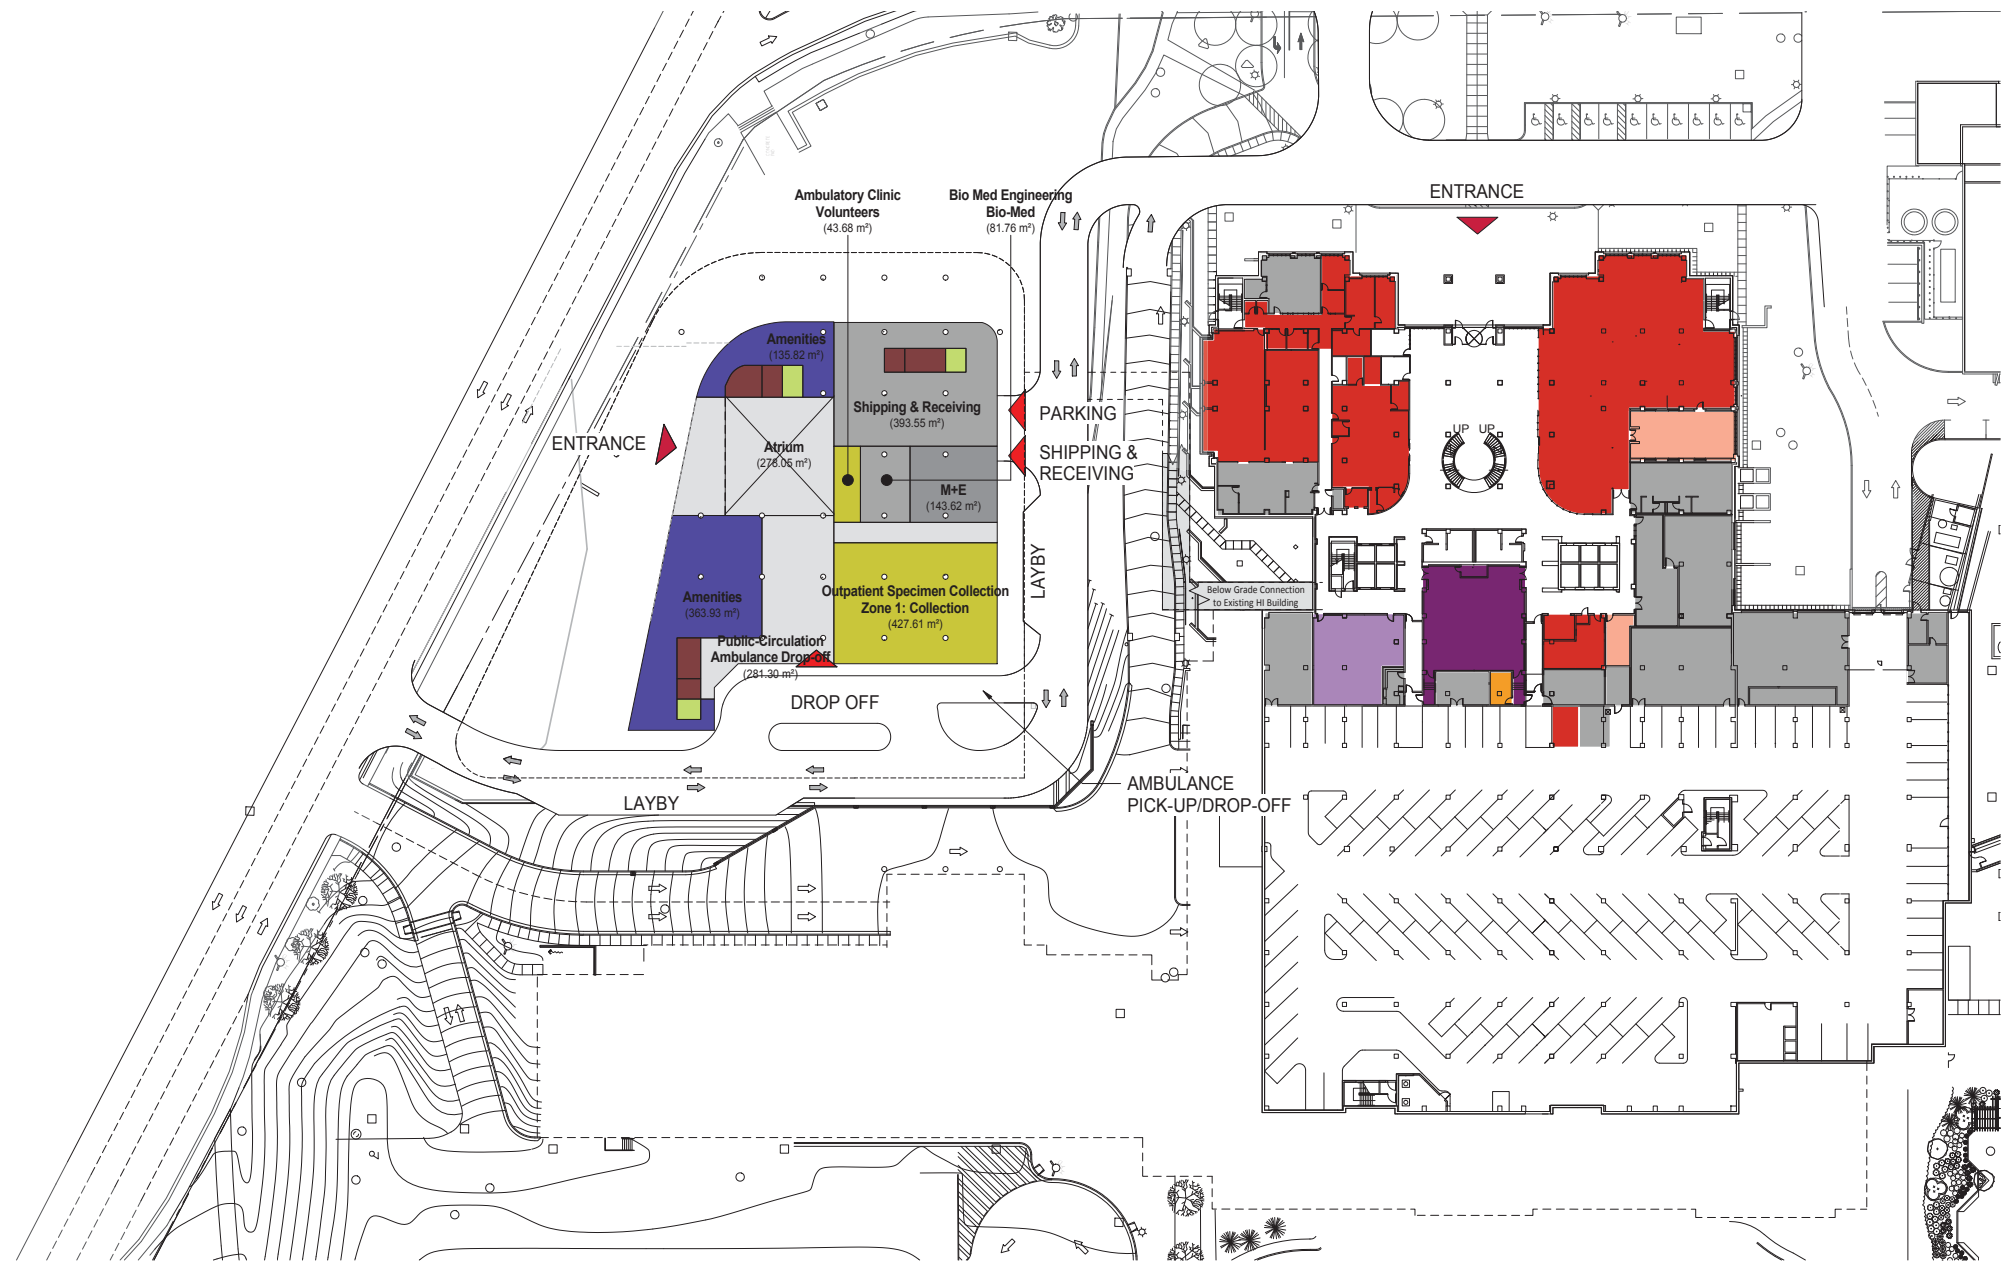 ENTRANCE
Ambulatory Clinic
Volunteers
(43.68 m²)
Bio Med Engineering
Bio-Med
(81.76 m²)
Amenities
(135.82 m²)
Shipping & Receiving
(393.55 m²)
PARKING
SHIPPING &
RECEIVING
ENTRANCE
Atrium
(278.05 m²)
M+E
(143.62 m²)
UP UP
LAYBY
Outpatient Specimen Collection
Zone 1: Collection
(427.61 m²)
Amenities
(363.93 m²)
Below Grade Connection
to Existing HI Building
Public-Circulation
Ambulance Drop-off
(281.30 m²)
DROP OFF
AMBULANCE
PICK-UP/DROP-OFF
LAYBY